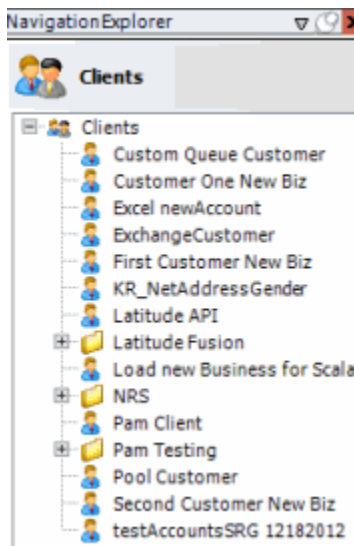 NavigationExplorer
Clients
Clients
Custom Queue Customer
Customer One New Biz
Excel newAccount
ExchangeCustomer
First Customer New Biz
KR_NetAddressGender
Latitude API
Latitude Fusion
Load new Business for Scala
NRS
Pam Client
Pam Testing
Pool Customer
Second Customer New Biz
testAccountsSRG 12182012